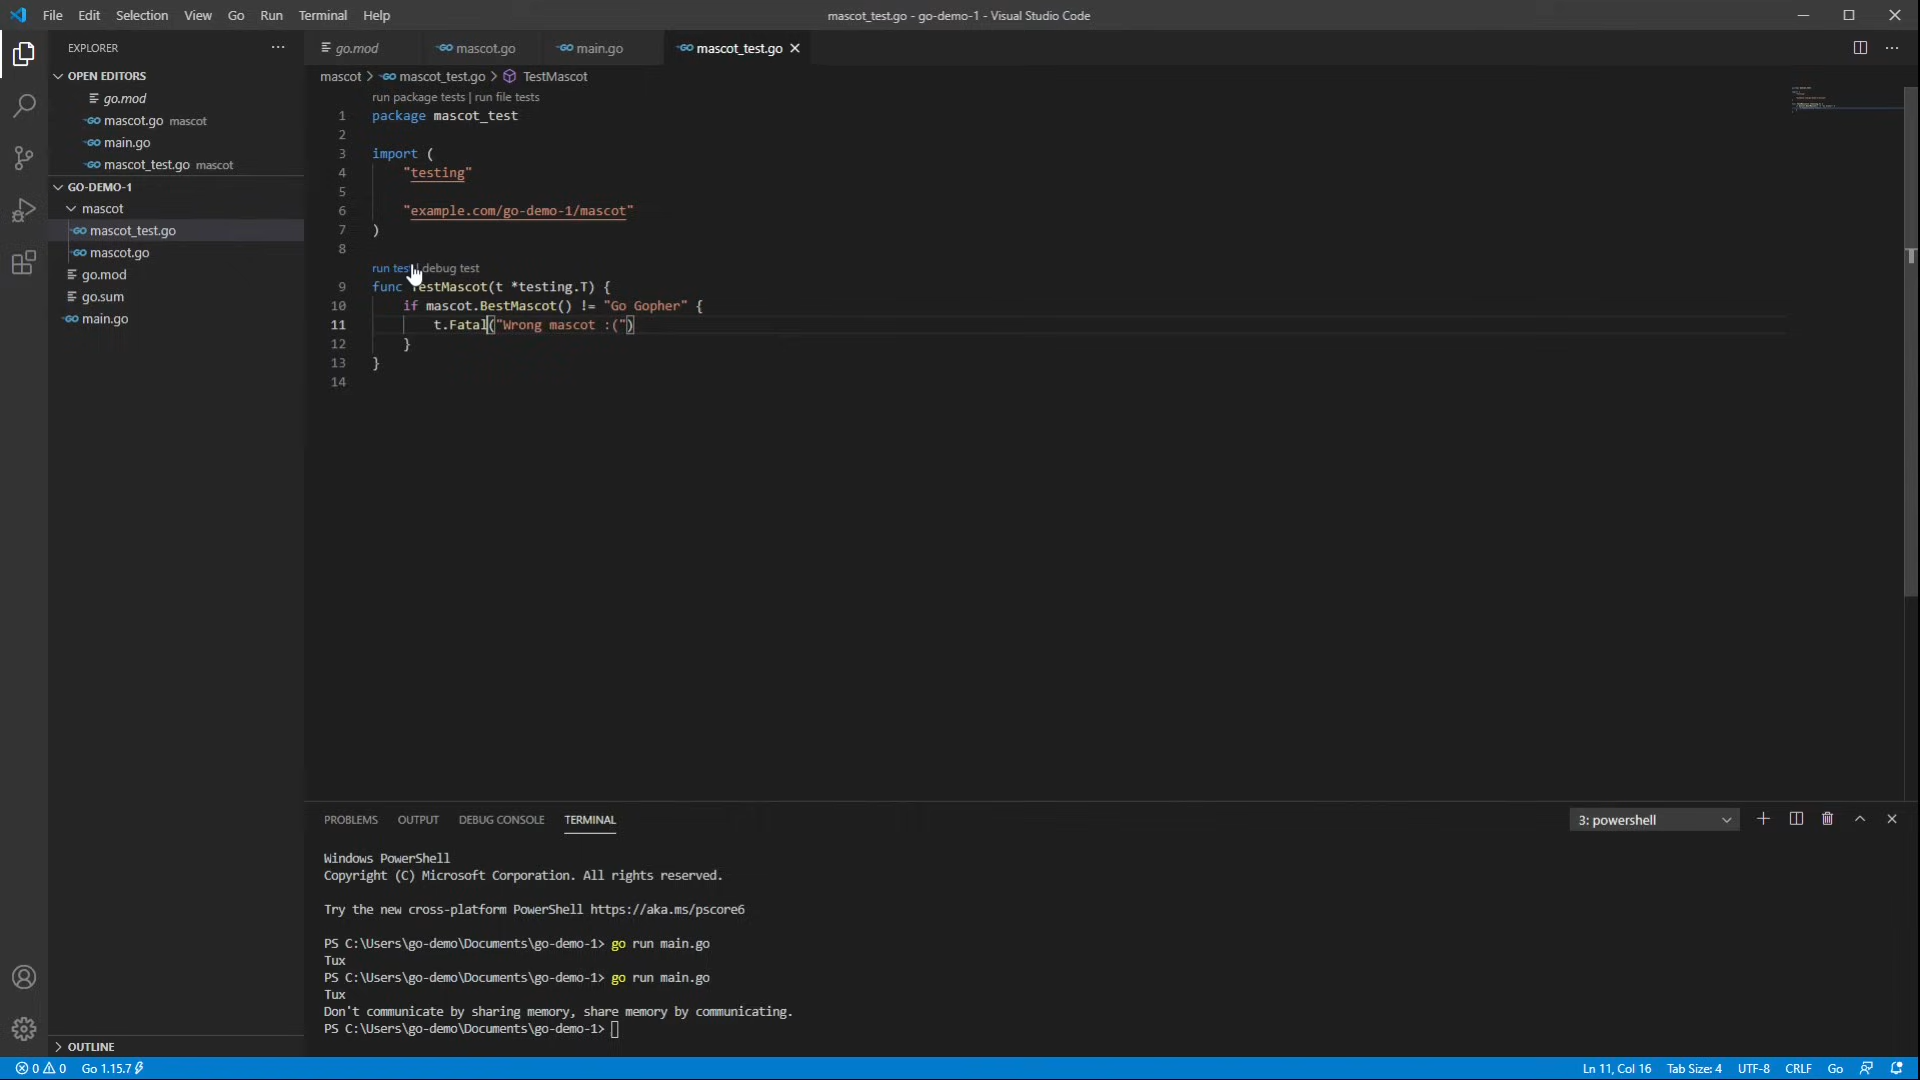 File Edit Selection View Go Run Terminal Help
mascot_test.go - go-demo-1 - Visual Studio Code
EXPLORER
OPEN EDITORS
go.mod
mascot.go mascot
main.go
mascot_test.go mascot
GO-DEMO-1
mascot
mascot_test.go
mascot.go
go.mod
go.sum
main.go
OUTLINE
go.mod mascot.go main.go mascot_test.go
mascot > mascot_test.go > TestMascot
run package tests | run file tests
1 package mascot_test
2
3 import (
4 "testing"
5
6 "example.com/go-demo-1/mascot"
7 )
8
run test | debug test
9 func TestMascot(t *testing.T) {
10 if mascot.BestMascot() != "Go Gopher" {
11 t.Fatal("Wrong mascot :(")
12 }
13 }
14
PROBLEMS OUTPUT DEBUG CONSOLE TERMINAL
3: powershell
Windows PowerShell
Copyright (C) Microsoft Corporation. All rights reserved.
Try the new cross-platform PowerShell https://aka.ms/pscore6
PS C:\Users\go-demo\Documents\go-demo-1> go run main.go
Tux
PS C:\Users\go-demo\Documents\go-demo-1> go run main.go
Tux
Don't communicate by sharing memory, share memory by communicating.
PS C:\Users\go-demo\Documents\go-demo-1>
0 0 Go 1.15.7
Ln 11, Col 16 Tab Size: 4 UTF-8 CRLF Go